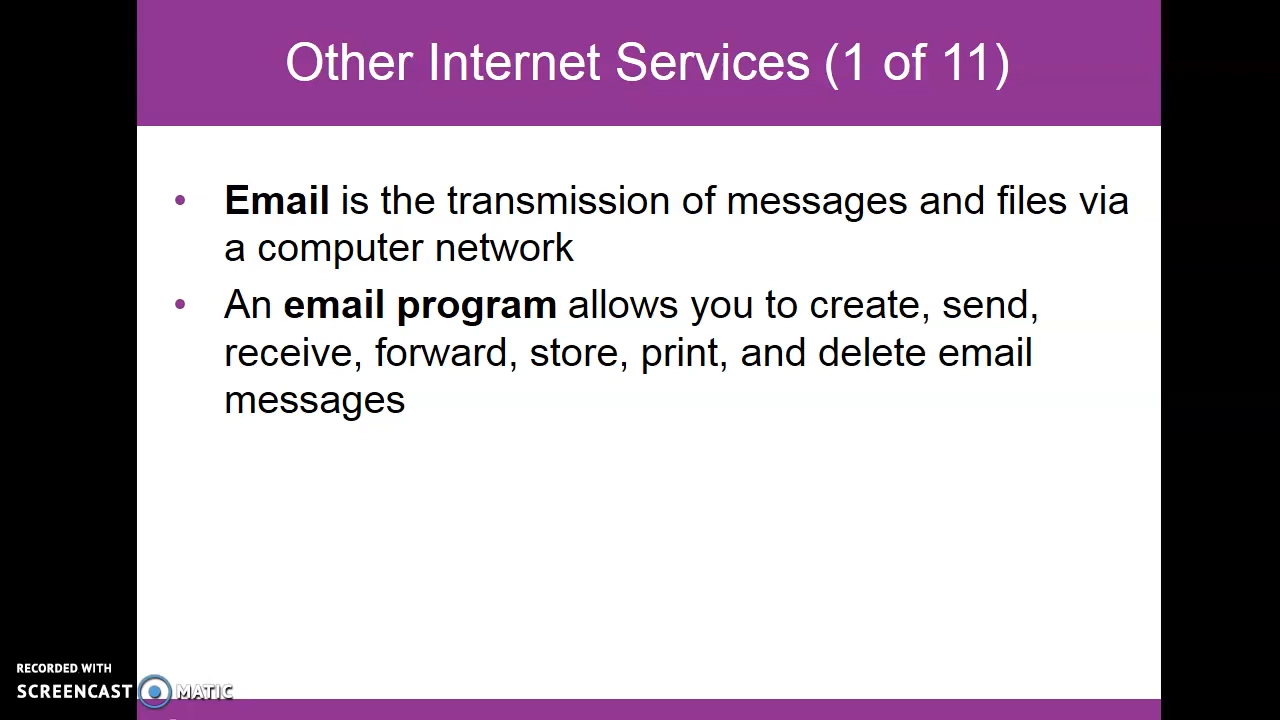 Other Internet Services (1 of 11)
• Email is the transmission of messages and files via
a computer network
• An email program allows you to create, send,
receive, forward, store, print, and delete email
messages
RECORDED WITH
SCREENCAST MATIC